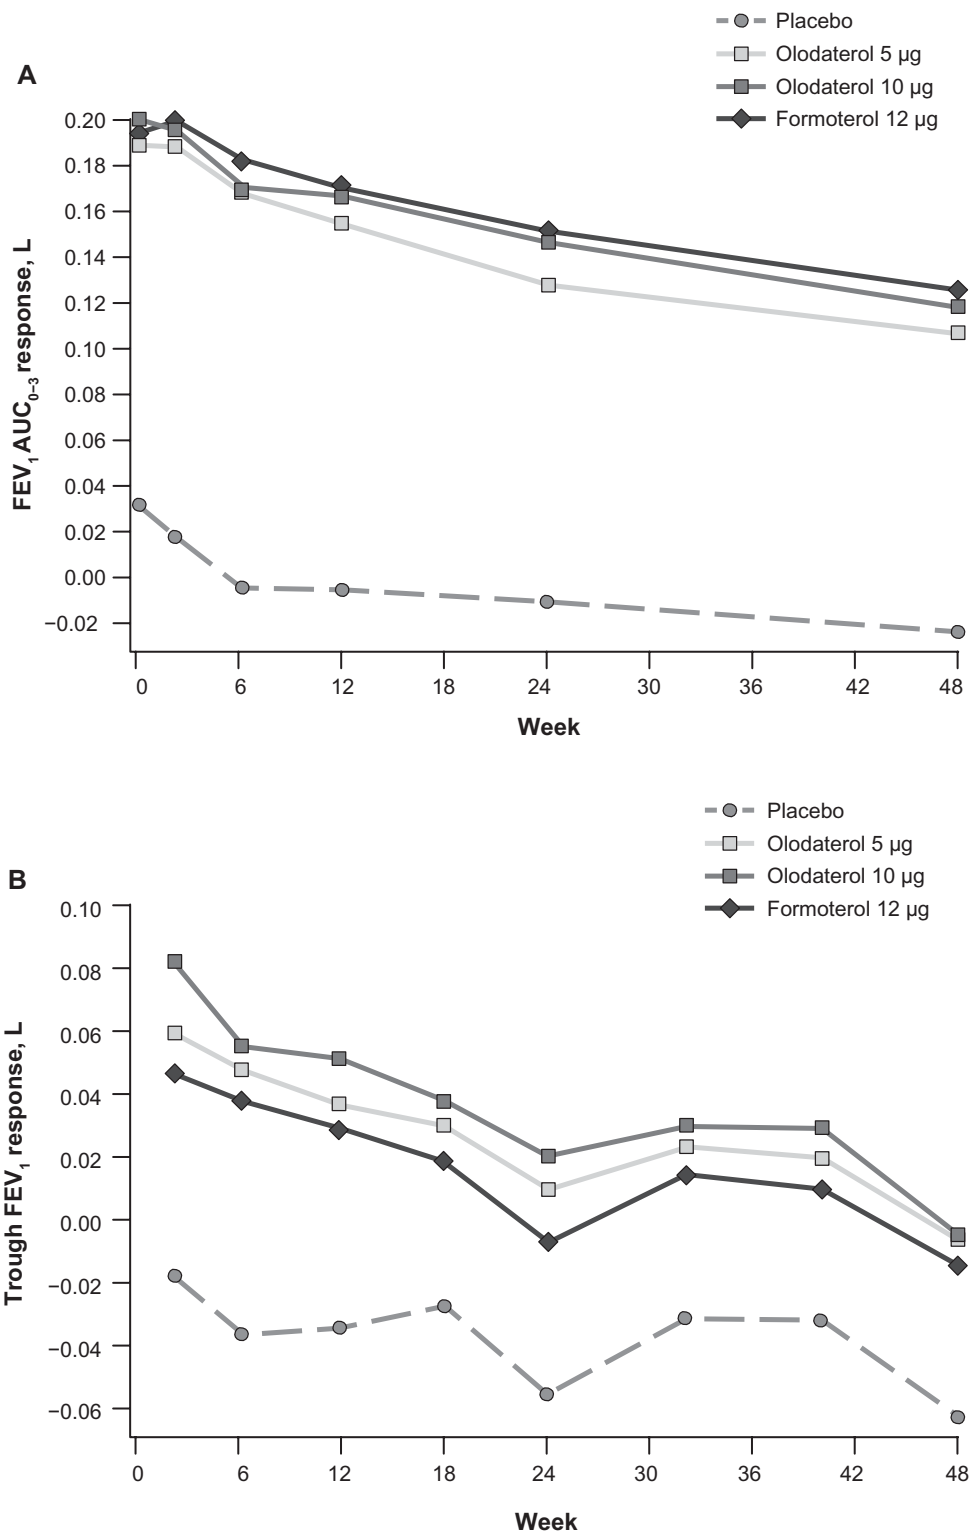 Placebo
Olodaterol 5 µg
Olodaterol 10 µg
Formoterol 12 µg
A
0.20
0.18
0.16
0.14
0.12
0.10
0.08
0.06
0.04
0.02
0.00
−0.02
FEV₁ AUC₀₋₃ response, L
0 6 12 18 24 30 36 42 48
Week
Placebo
Olodaterol 5 µg
Olodaterol 10 µg
Formoterol 12 µg
B
0.10
0.08
0.06
0.04
0.02
0.00
−0.02
−0.04
−0.06
Trough FEV₁ response, L
0 6 12 18 24 30 36 42 48
Week